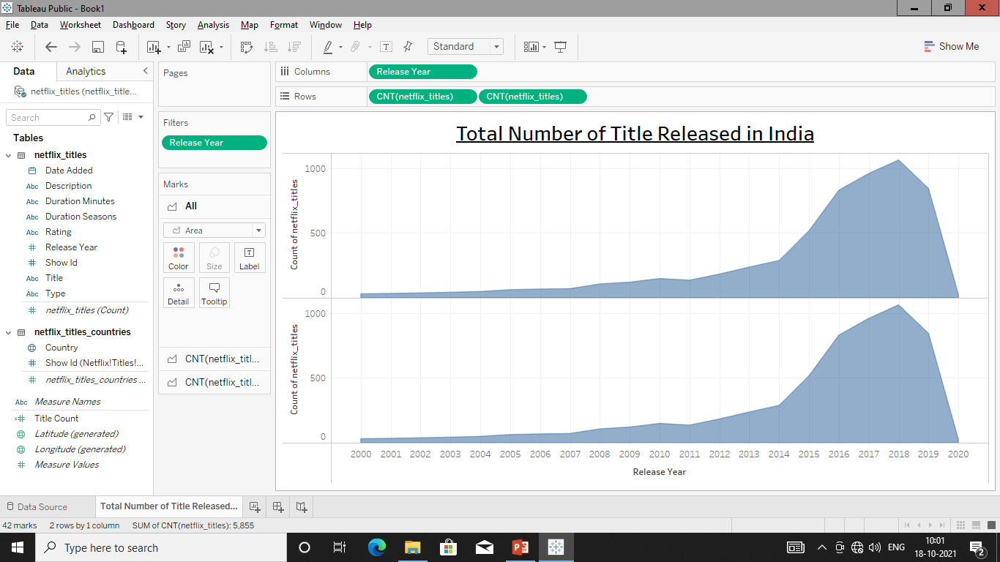 Tableau Public - Book1
File Data Worksheet Dashboard Story Analysis Map Format Window Help
Standard
Show Me
Data Analytics
netflix_titles (netflix_title...
Search
Tables
netflix_titles
Date Added
Abc Description
Abc Duration Minutes
Abc Duration Seasons
Abc Rating
Release Year
Show Id
Abc Title
Abc Type
netflix_titles (Count)
netflix_titles_countries
Country
Show Id (Netflix!Titles!...
netflix_titles_countries ...
Abc Measure Names
Title Count
Latitude (generated)
Longitude (generated)
Measure Values
Pages
Filters
Release Year
Marks
All
Area
Color Size Label
Detail Tooltip
CNT(netflix_titl...
CNT(netflix_titl...
Columns Release Year
Rows CNT(netflix_titles) CNT(netflix_titles)
Total Number of Title Released in India
Count of netflix_titles
1000
500
0
Count of netflix_titles
1000
500
0
2000 2001 2002 2003 2004 2005 2006 2007 2008 2009 2010 2011 2012 2013 2014 2015 2016 2017 2018 2019 2020
Release Year
Data Source Total Number of Title Released...
42 marks 2 rows by 1 column SUM of CNT(netflix_titles): 5,855
Type here to search
ENG
10:01
18-10-2021
2